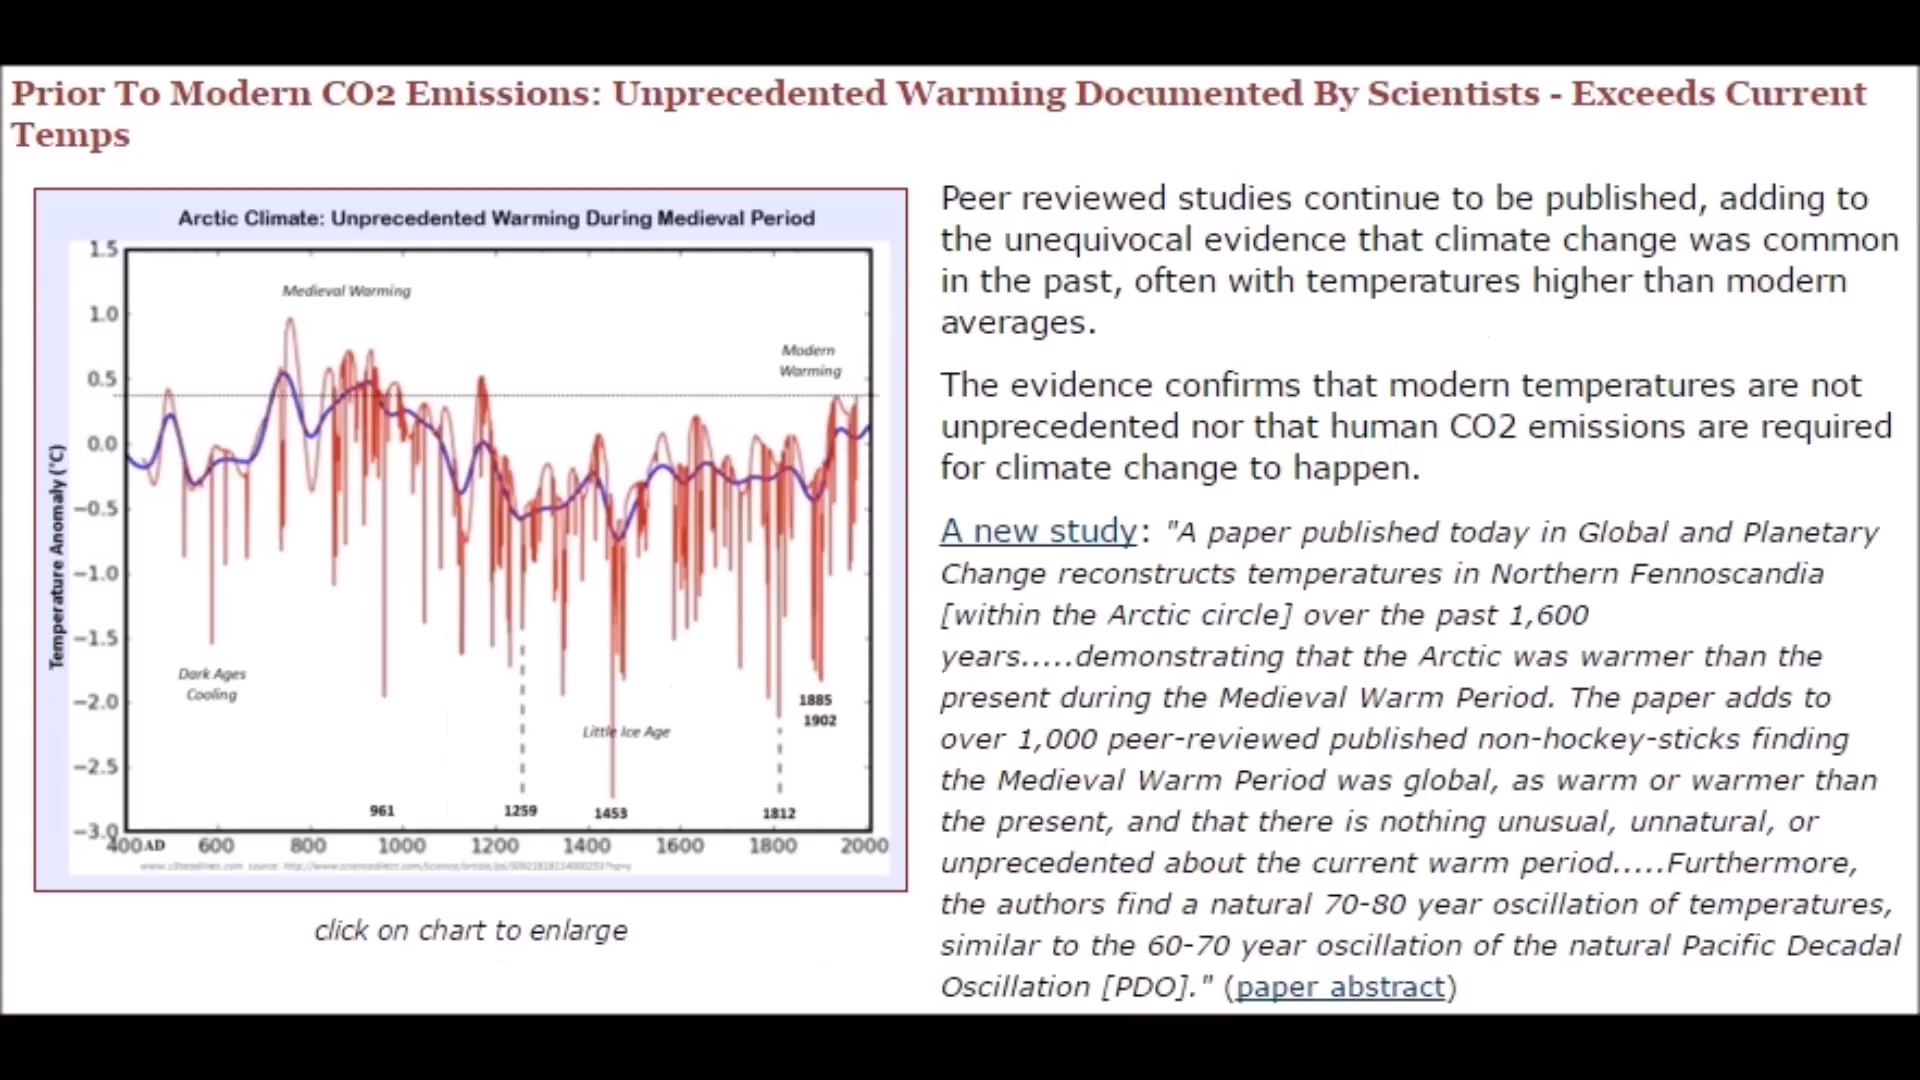 Prior To Modern CO2 Emissions: Unprecedented Warming Documented By Scientists - Exceeds Current
Temps
Arctic Climate: Unprecedented Warming During Medieval Period
1.5
1.0
0.5
0.0
−0.5
−1.0
−1.5
−2.0
−2.5
−3.0
Temperature Anomaly (°C)
Medieval Warming
Modern
Warming
Dark Ages
Cooling
Little Ice Age
1885
1902
961
1259
1453
1812
400 AD
600
800
1000
1200
1400
1600
1800
2000
www.c3headlines.com source:
click on chart to enlarge
Peer reviewed studies continue to be published, adding to
the unequivocal evidence that climate change was common
in the past, often with temperatures higher than modern
averages.
The evidence confirms that modern temperatures are not
unprecedented nor that human CO2 emissions are required
for climate change to happen.
A new study: "A paper published today in Global and Planetary
Change reconstructs temperatures in Northern Fennoscandia
[within the Arctic circle] over the past 1,600
years.....demonstrating that the Arctic was warmer than the
present during the Medieval Warm Period. The paper adds to
over 1,000 peer-reviewed published non-hockey-sticks finding
the Medieval Warm Period was global, as warm or warmer than
the present, and that there is nothing unusual, unnatural, or
unprecedented about the current warm period.....Furthermore,
the authors find a natural 70-80 year oscillation of temperatures,
similar to the 60-70 year oscillation of the natural Pacific Decadal
Oscillation [PDO]." (paper abstract)